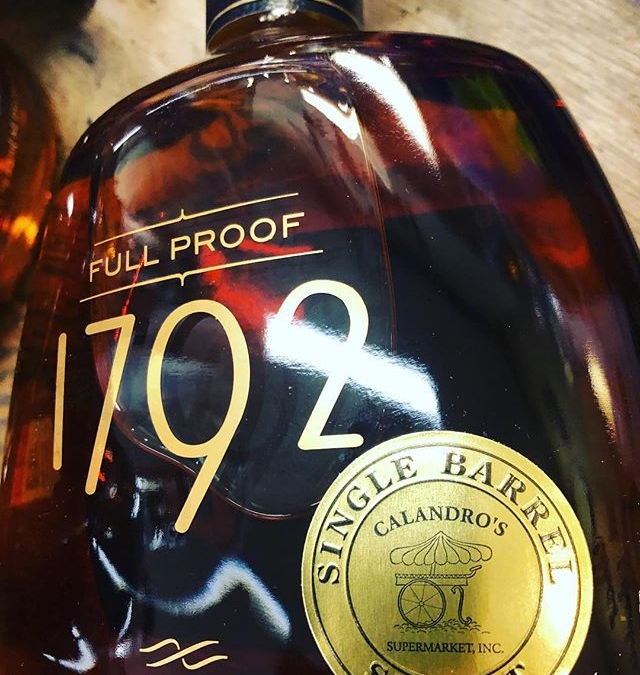 FULL PROOF
1792
SINGLE BARREL
CALANDRO'S
SUPERMARKET, INC.